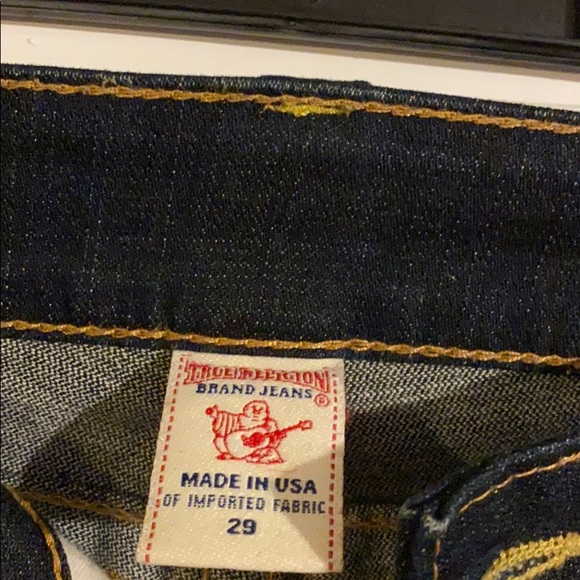 TRUE RELIGION
BRAND JEANS ®
MADE IN USA
OF IMPORTED FABRIC
29